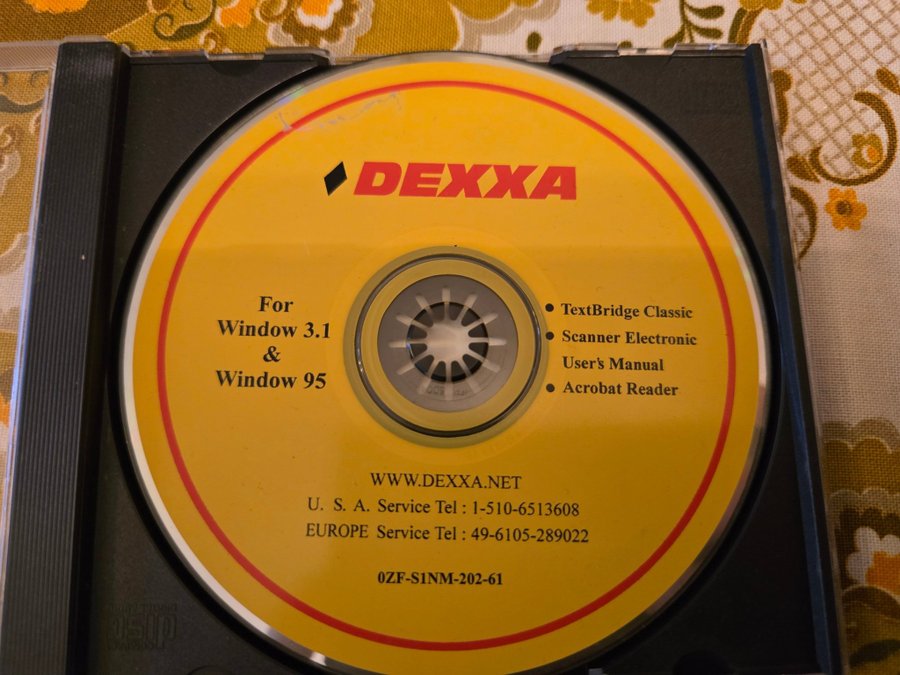 DEXXA
For
Window 3.1
&
Window 95
• TextBridge Classic
• Scanner Electronic
User's Manual
• Acrobat Reader
WWW.DEXXA.NET
U. S. A. Service Tel : 1-510-6513608
EUROPE Service Tel : 49-6105-289022
0ZF-S1NM-202-61